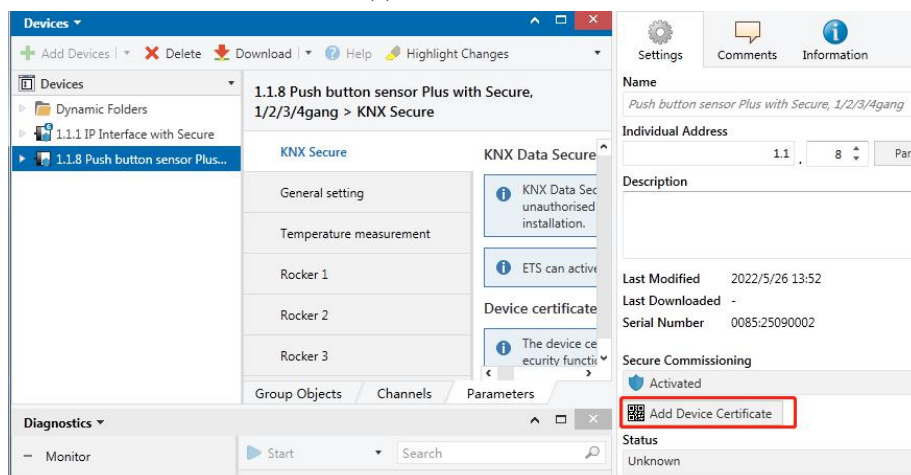 Devices
Add Devices
Delete
Download
Help
Highlight Changes
Devices
Dynamic Folders
1.1.1 IP Interface with Secure
1.1.8 Push button sensor Plus...
1.1.8 Push button sensor Plus with Secure,
1/2/3/4gang > KNX Secure
KNX Secure
General setting
Temperature measurement
Rocker 1
Rocker 2
Rocker 3
KNX Data Secure
KNX Data Sec
unauthorised
installation.
ETS can active
Device certificate
The device ce
ecurity functi
Group Objects
Channels
Parameters
Diagnostics
Monitor
Start
Search
Settings
Comments
Information
Name
Push button sensor Plus with Secure, 1/2/3/4gang
Individual Address
1.1 . 8
Par
Description
Last Modified 2022/5/26 13:52
Last Downloaded -
Serial Number 0085:25090002
Secure Commissioning
Activated
Add Device Certificate
Status
Unknown